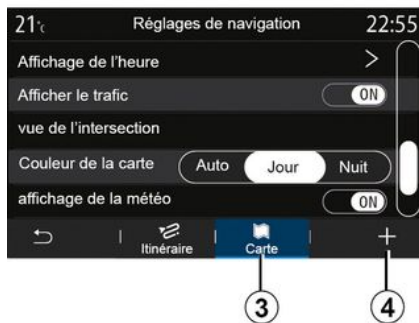 21°c Réglages de navigation 22:55
Affichage de l'heure >
Afficher le trafic ON
vue de l'intersection
Couleur de la carte Auto Jour Nuit
affichage de la météo ON
Itinéraire Carte +
3 4